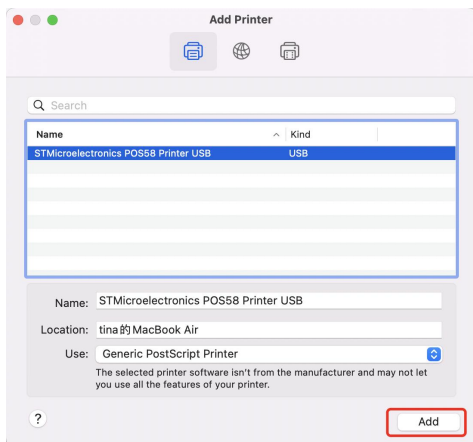 Add Printer
Search
Name Kind
STMicroelectronics POS58 Printer USB USB
Name: STMicroelectronics POS58 Printer USB
Location: tina的MacBook Air
Use: Generic PostScript Printer
The selected printer software isn't from the manufacturer and may not let
you use all the features of your printer.
? Add